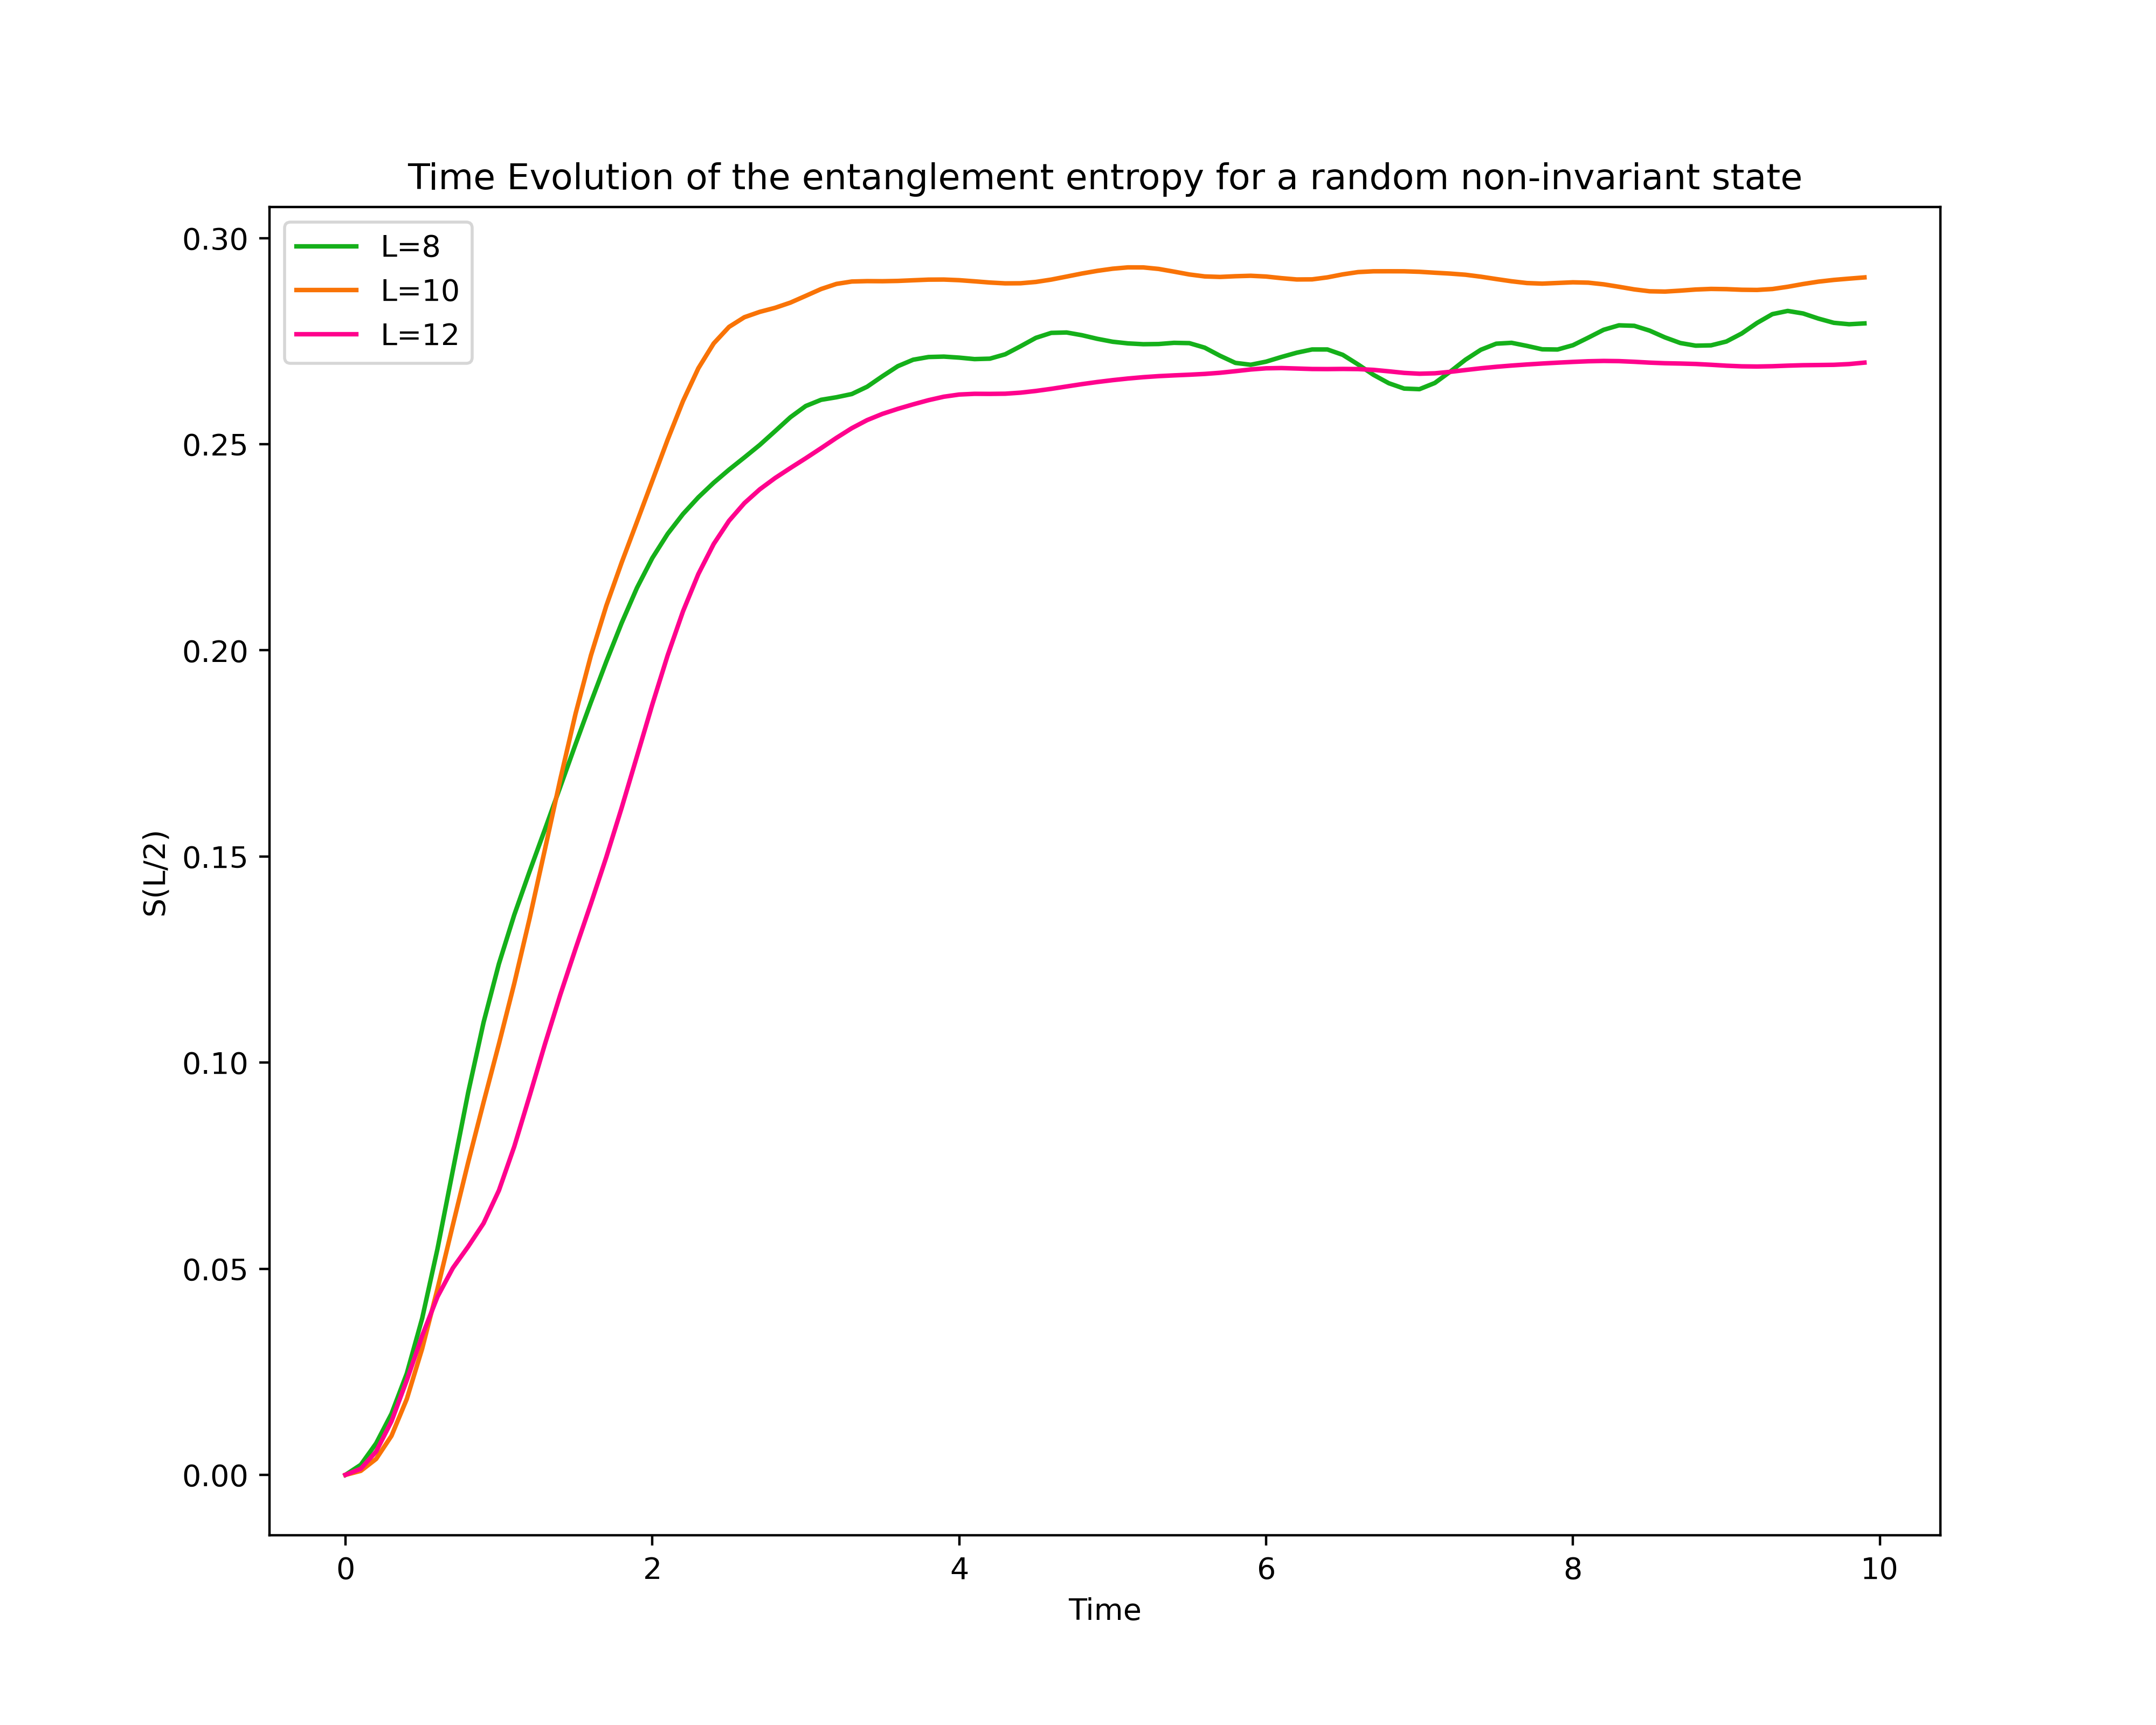 Time Evolution of the entanglement entropy for a random non-invariant state
L=8
L=10
L=12
0.30
0.25
0.20
0.15
0.10
0.05
0.00
S(L/2)
0 2 4 6 8 10
Time